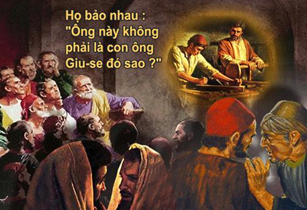 Họ bảo nhau :
"Ông này không
phải là con ông
Giu-se đó sao ?"